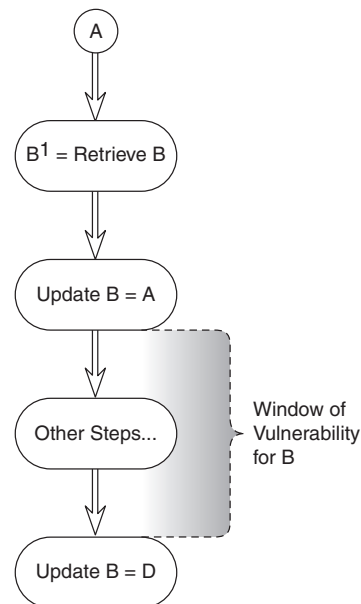 A
B¹ = Retrieve B
Update B = A
Other Steps...
Window of
Vulnerability
for B
Update B = D